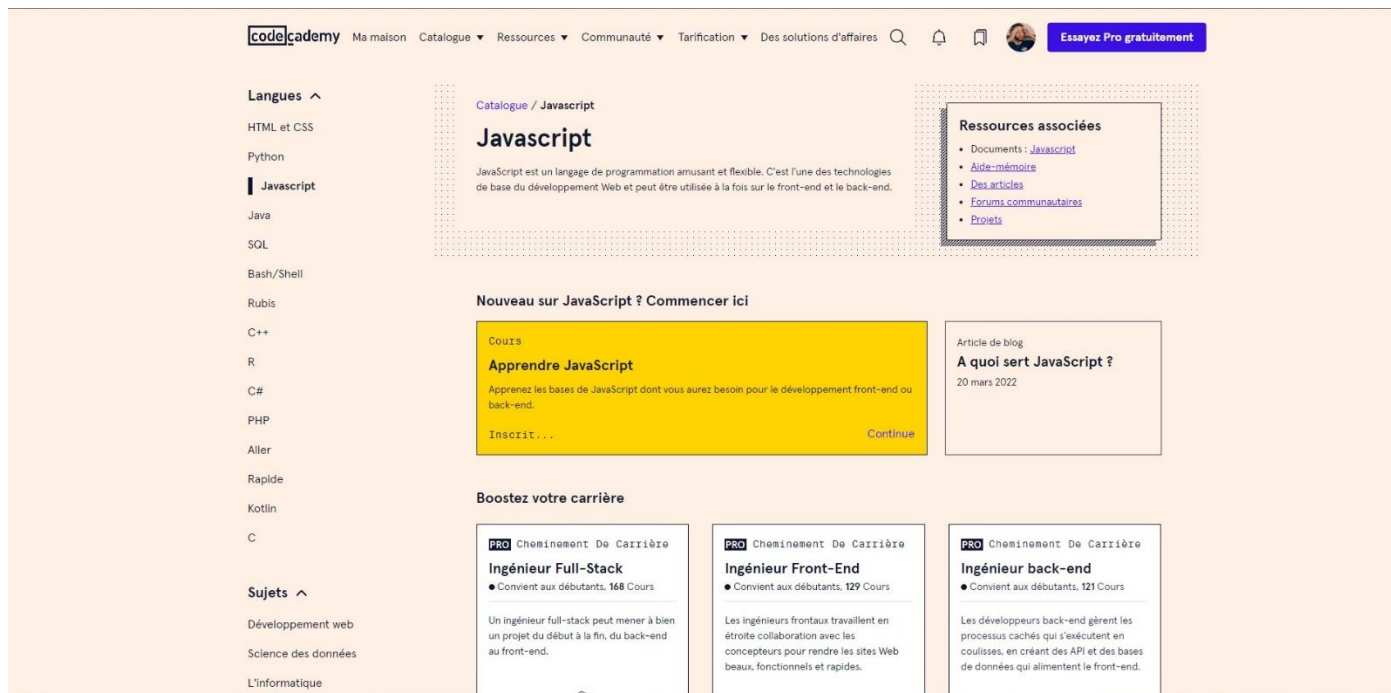 codecademy Ma maison Catalogue Ressources Communauté Tarification Des solutions d'affaires Essayez Pro gratuitement
Langues
HTML et CSS
Python
Javascript
Java
SQL
Bash/Shell
Rubis
C++
R
C#
PHP
Aller
Rapide
Kotlin
C
Sujets
Développement web
Science des données
L'informatique
Catalogue / Javascript
Javascript
JavaScript est un langage de programmation amusant et flexible. C'est l'une des technologies
de base du développement Web et peut être utilisée à la fois sur le front-end et le back-end.
Ressources associées
• Documents : Javascript
• Aide-mémoire
• Des articles
• Forums communautaires
• Projets
Nouveau sur JavaScript ? Commencer ici
Cours
Apprendre JavaScript
Apprenez les bases de JavaScript dont vous aurez besoin pour le développement front-end ou
back-end.
Inscrit...
Continue
Article de blog
A quoi sert JavaScript ?
20 mars 2022
Boostez votre carrière
PRO Cheminement De Carrière
Ingénieur Full-Stack
• Convient aux débutants, 168 Cours
Un ingénieur full-stack peut mener à bien
un projet du début à la fin, du back-end
au front-end.
PRO Cheminement De Carrière
Ingénieur Front-End
• Convient aux débutants, 129 Cours
Les ingénieurs frontaux travaillent en
étroite collaboration avec les
concepteurs pour rendre les sites Web
beaux, fonctionnels et rapides.
PRO Cheminement De Carrière
Ingénieur back-end
• Convient aux débutants, 121 Cours
Les développeurs back-end gèrent les
processus cachés qui s'exécutent en
coulisses, en créant des API et des bases
de données qui alimentent le front-end.